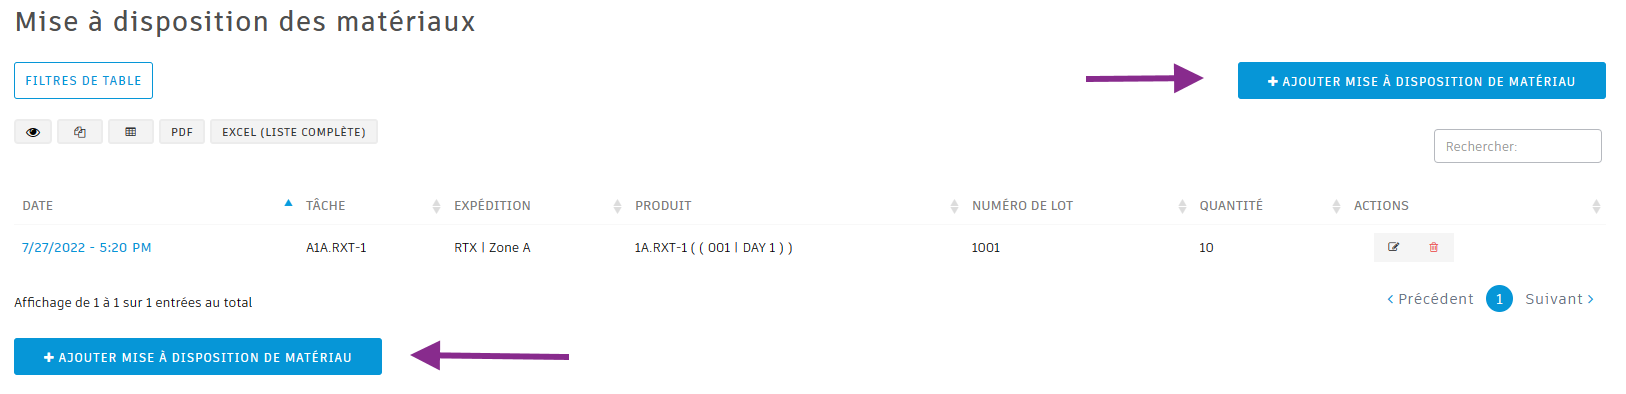 Mise à disposition des matériaux
FILTRES DE TABLE
AJOUTER MISE À DISPOSITION DE MATÉRIAU
PDF EXCEL (LISTE COMPLÈTE)
Rechercher:
DATE TÂCHE EXPÉDITION PRODUIT NUMÉRO DE LOT QUANTITÉ ACTIONS
7/27/2022 - 5:20 PM A1A.RXT-1 RTX | Zone A 1A.RXT-1 ( ( 001 | DAY 1 ) ) 1001 10
Affichage de 1 à 1 sur 1 entrées au total
Précédent 1 Suivant
AJOUTER MISE À DISPOSITION DE MATÉRIAU